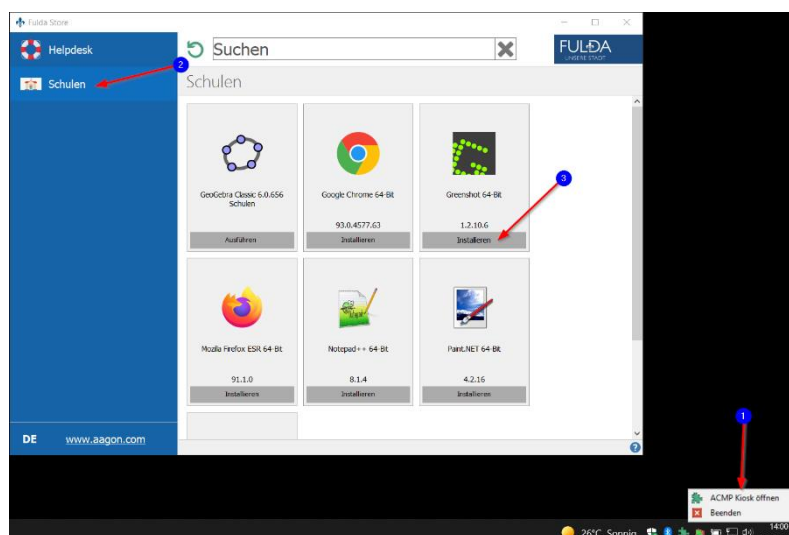 Fulda Store
Helpdesk
Schulen
Suchen
FULDA
UNSERE STADT
Schulen
GeoGebra Classic 6.0.656
Schulen
Ausführen
Google Chrome 64-Bit
93.0.4577.63
Installieren
Greenshot 64-Bit
1.2.10.6
Installieren
Mozilla Firefox ESR 64-Bit
91.1.0
Installieren
Notepad++ 64-Bit
8.1.4
Installieren
Paint.NET 64-Bit
4.2.16
Installieren
DE
www.aagon.com
1
2
3
ACMP Kiosk öffnen
Beenden
26°C Sonnig
14:00